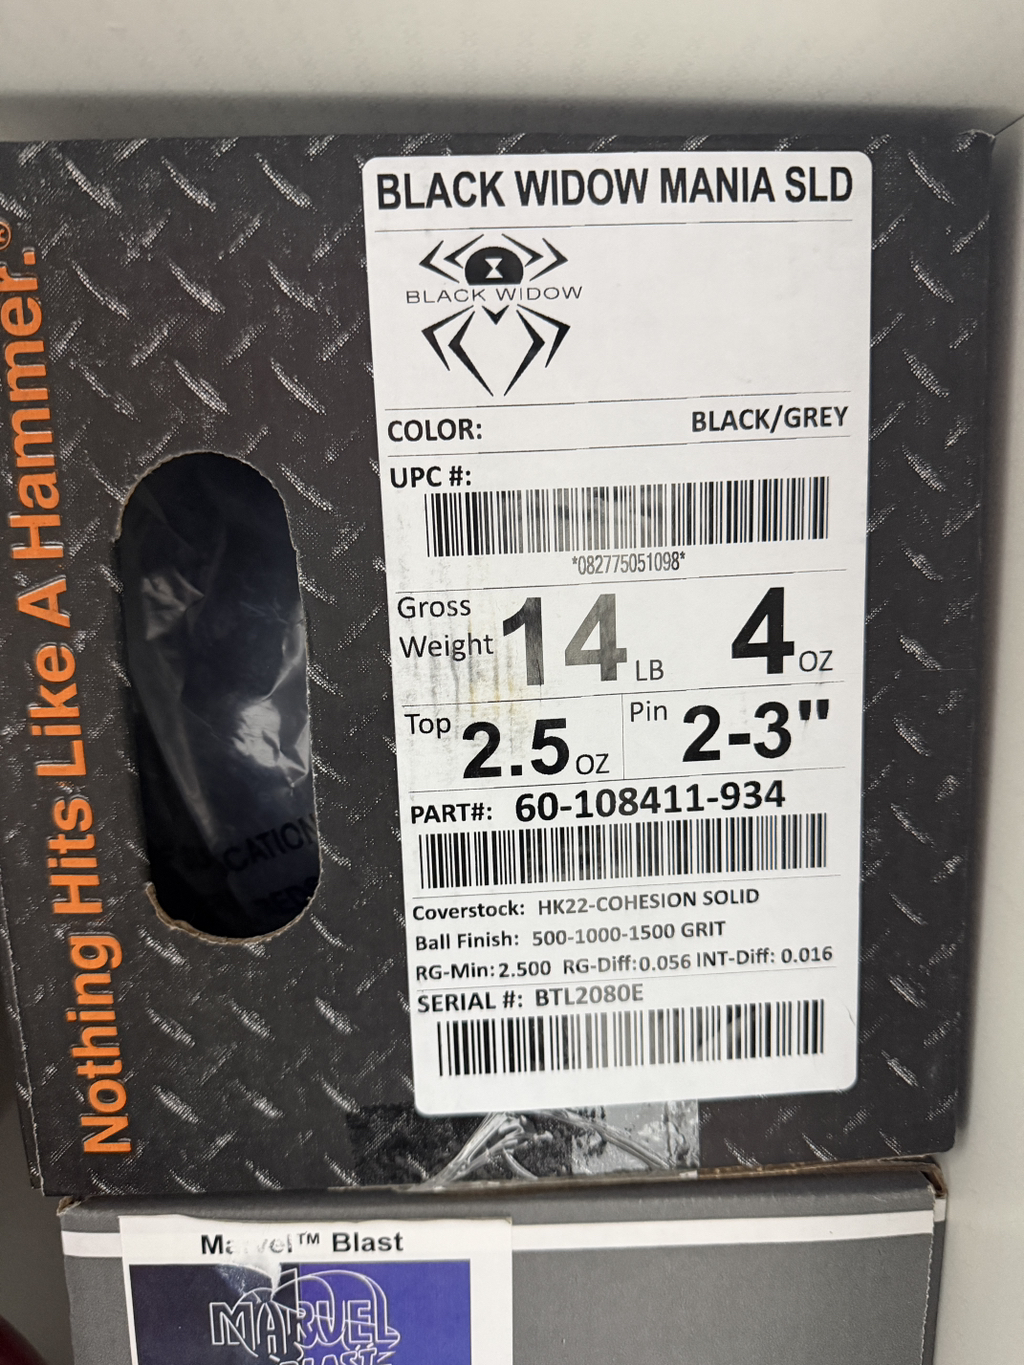 Nothing Hits Like A Hammer.®
BLACK WIDOW MANIA SLD
BLACK WIDOW
COLOR: BLACK/GREY
UPC #:
*082775051098*
Gross Weight 14 LB 4 OZ
Top 2.5 OZ Pin 2-3"
PART#: 60-108411-934
Coverstock: HK22-COHESION SOLID
Ball Finish: 500-1000-1500 GRIT
RG-Min: 2.500 RG-Diff: 0.056 INT-Diff: 0.016
SERIAL #: BTL2080E
Marvel™ Blast
MARVEL
BLAST